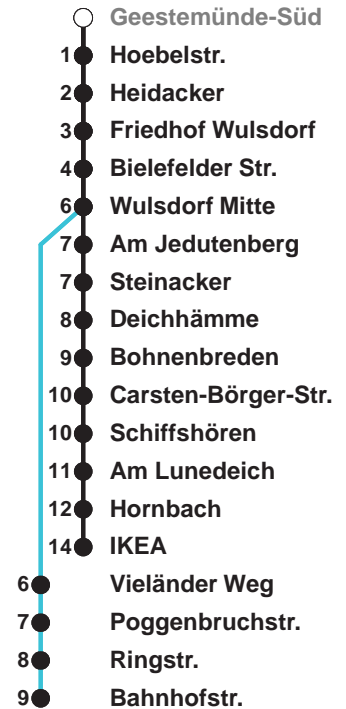 Geestemünde-Süd
1 Hoebelstr.
2 Heidacker
3 Friedhof Wulsdorf
4 Bielefelder Str.
6 Wulsdorf Mitte
7 Am Jedutenberg
7 Steinacker
8 Deichhämme
9 Bohnenbreden
10 Carsten-Börger-Str.
10 Schiffshören
11 Am Lunedeich
12 Hornbach
14 IKEA
6 Vieländer Weg
7 Poggenbruchstr.
8 Ringstr.
9 Bahnhofstr.